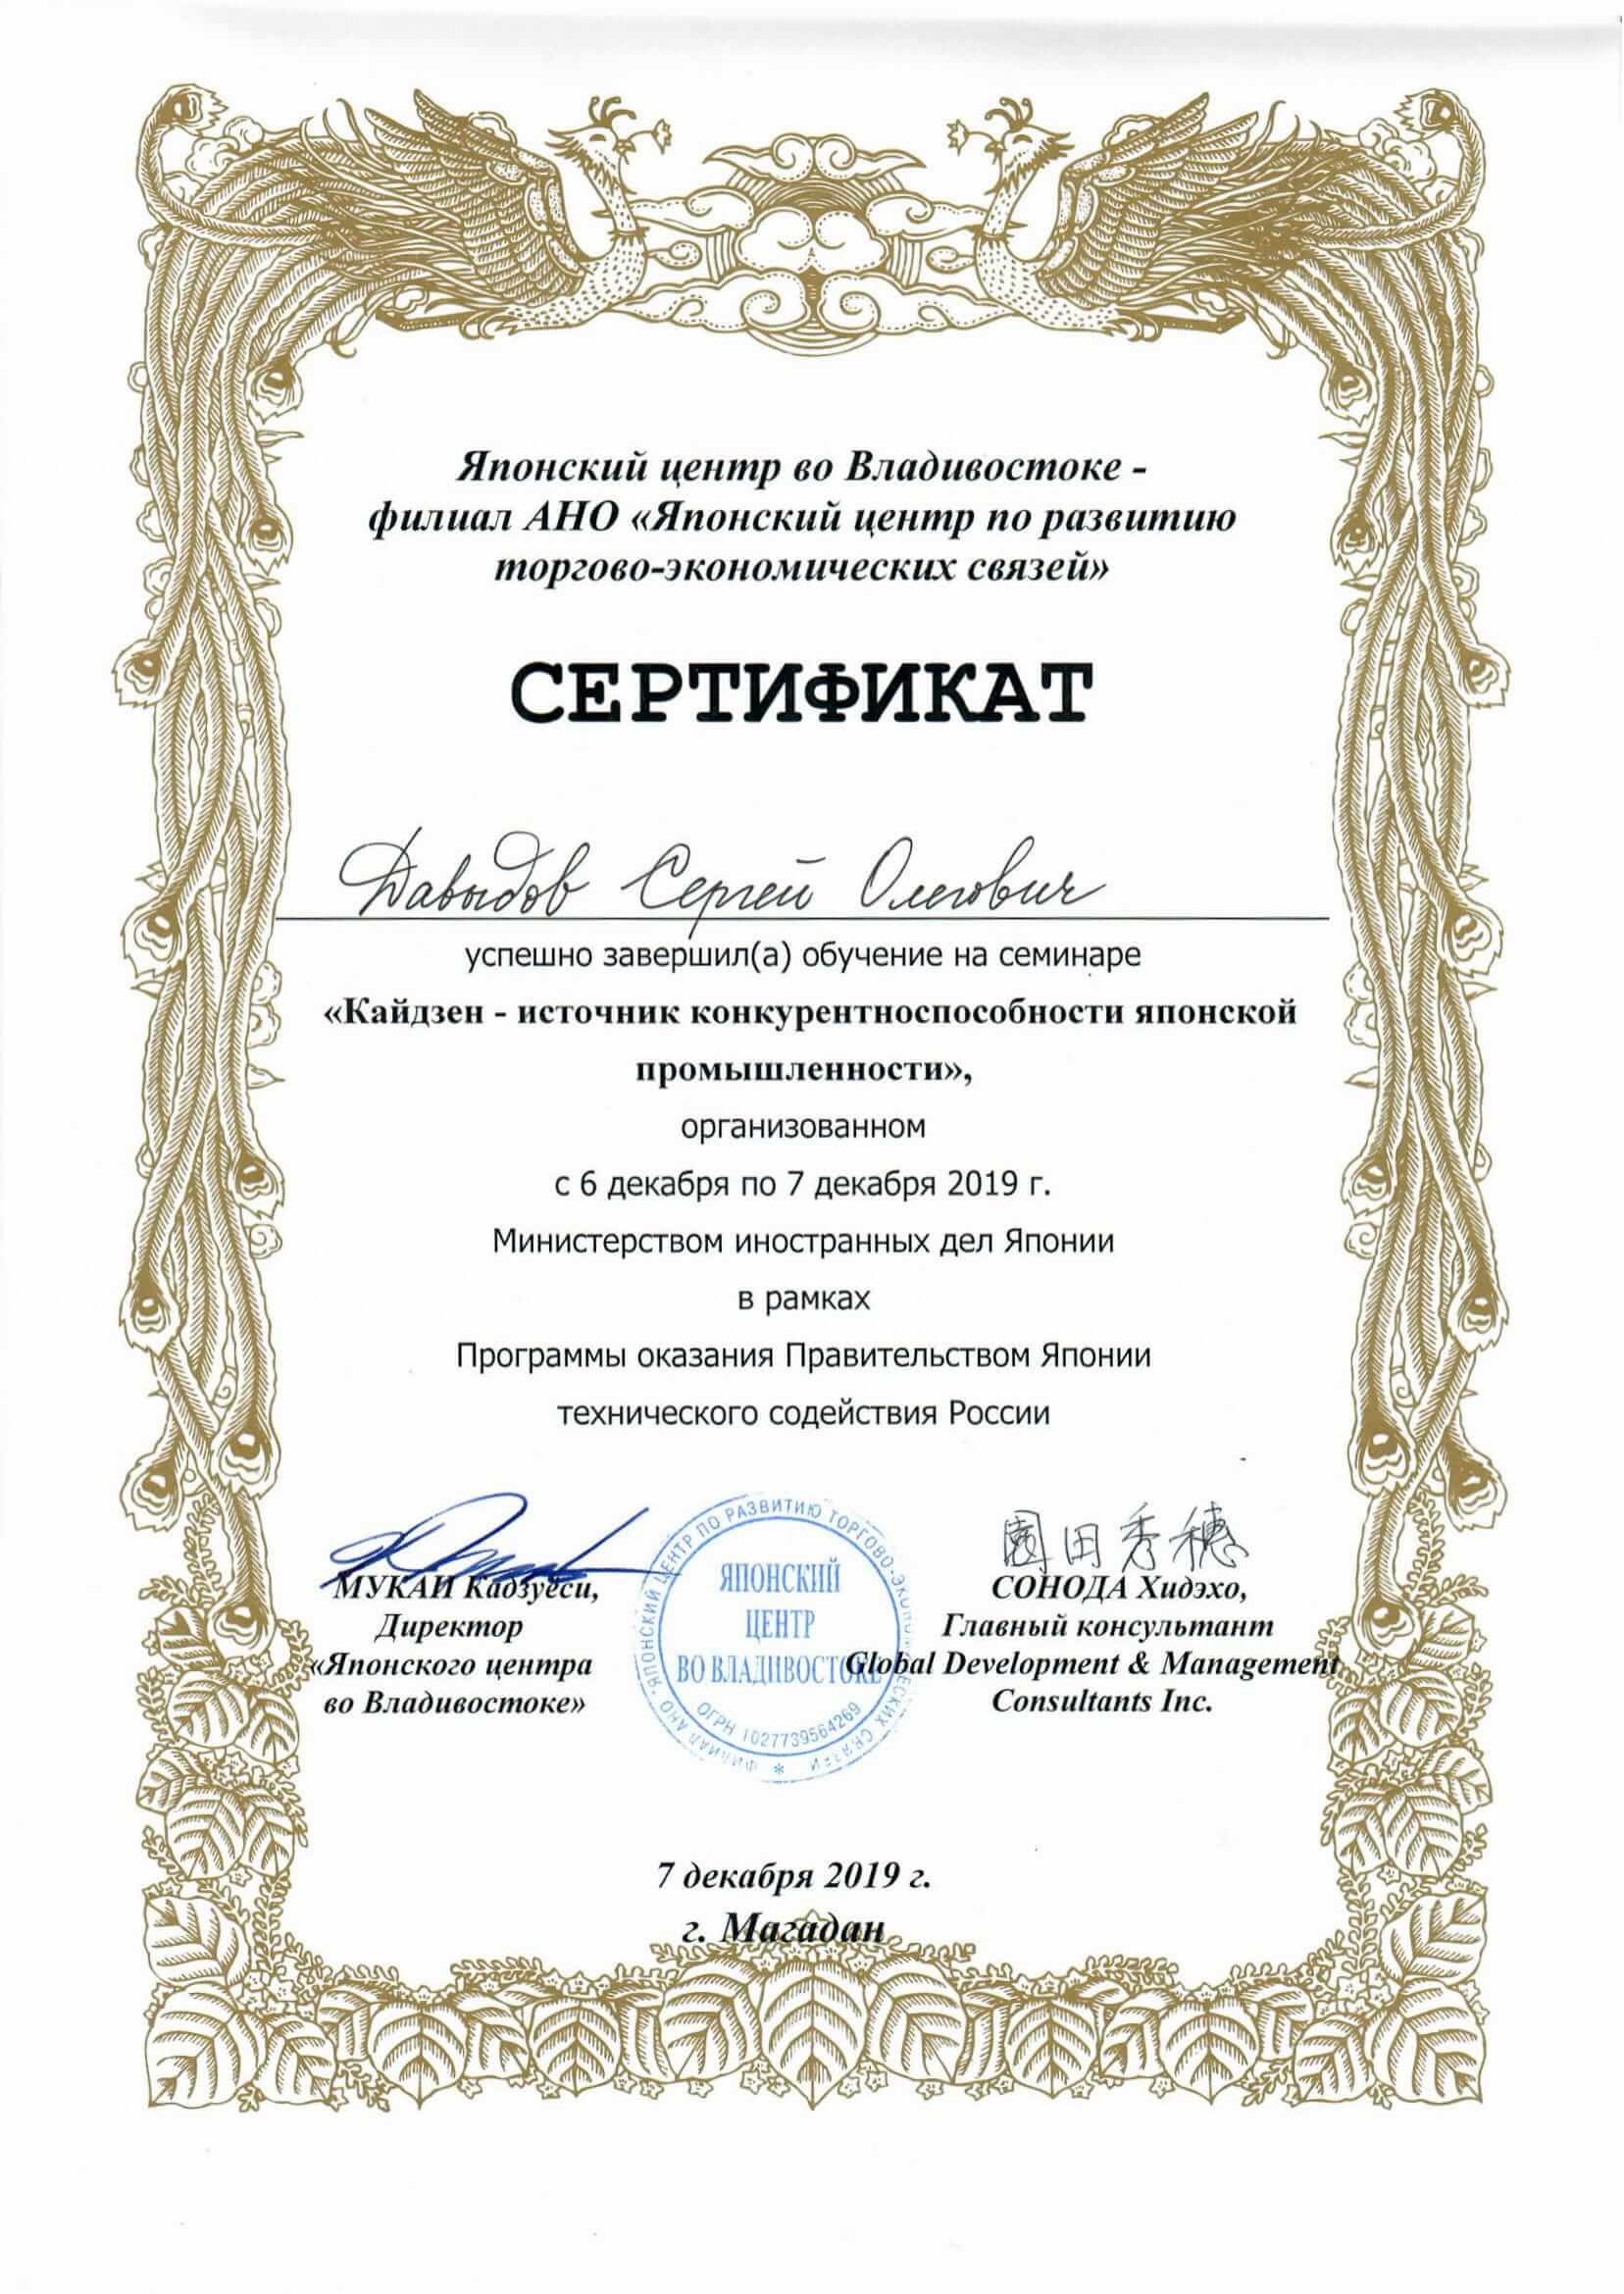 Японский центр во Владивостоке -
филиал АНО «Японский центр по развитию
торгово-экономических связей»
СЕРТИФИКАТ
Давыдов Сергей Олегович
успешно завершил(а) обучение на семинаре
«Кайдзен - источник конкурентноспособности японской
промышленности»,
организованном
с 6 декабря по 7 декабря 2019 г.
Министерством иностранных дел Японии
в рамках
Программы оказания Правительством Японии
технического содействия России
МУКАИ Кадзуёси,
Директор
«Японского центра
во Владивостоке»
ФИЛИАЛ АНО «ЯПОНСКИЙ ЦЕНТР ПО РАЗВИТИЮ ТОРГОВО-ЭКОНОМИЧЕСКИХ СВЯЗЕЙ *
ЯПОНСКИЙ
ЦЕНТР
ВО ВЛАДИВОСТОКЕ
ОГРН 1027739564269
園田秀穂
СОНОДА Хидэхо,
Главный консультант
Global Development & Management
Consultants Inc.
7 декабря 2019 г.
г. Магадан